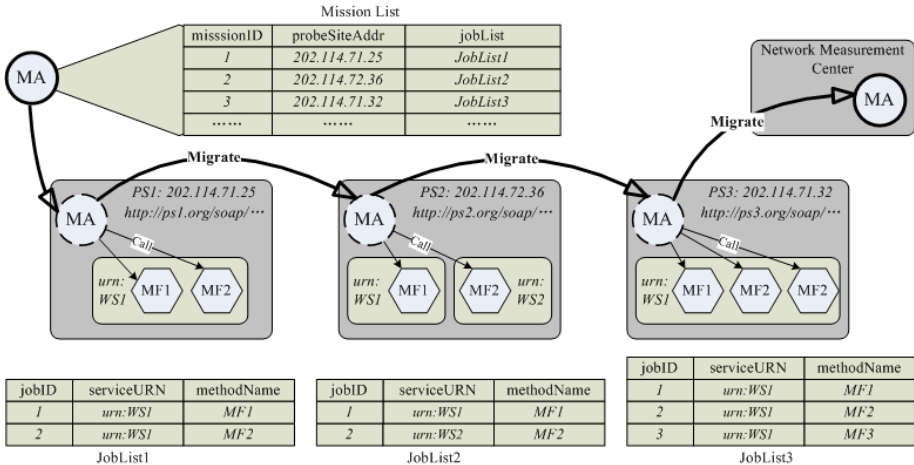 Mission List
misssionID probeSiteAddr jobList
1 202.114.71.25 JobList1
2 202.114.72.36 JobList2
3 202.114.71.32 JobList3
…… …… ……
MA
Network Measurement
Center
MA
Migrate
Migrate
Migrate
PS1: 202.114.71.25
http://ps1.org/soap/…
MA
Call
urn:
WS1
MF1
MF2
PS2: 202.114.72.36
http://ps2.org/soap/…
MA
Call
urn:
WS1
MF1
MF2
urn:
WS2
PS3: 202.114.71.32
http://ps3.org/soap/…
MA
Call
urn:
WS1
MF1
MF2
MF2
jobID serviceURN methodName
1 urn:WS1 MF1
2 urn:WS1 MF2
JobList1
jobID serviceURN methodName
1 urn:WS1 MF1
2 urn:WS2 MF2
JobList2
jobID serviceURN methodName
1 urn:WS1 MF1
2 urn:WS1 MF2
3 urn:WS1 MF3
JobList3